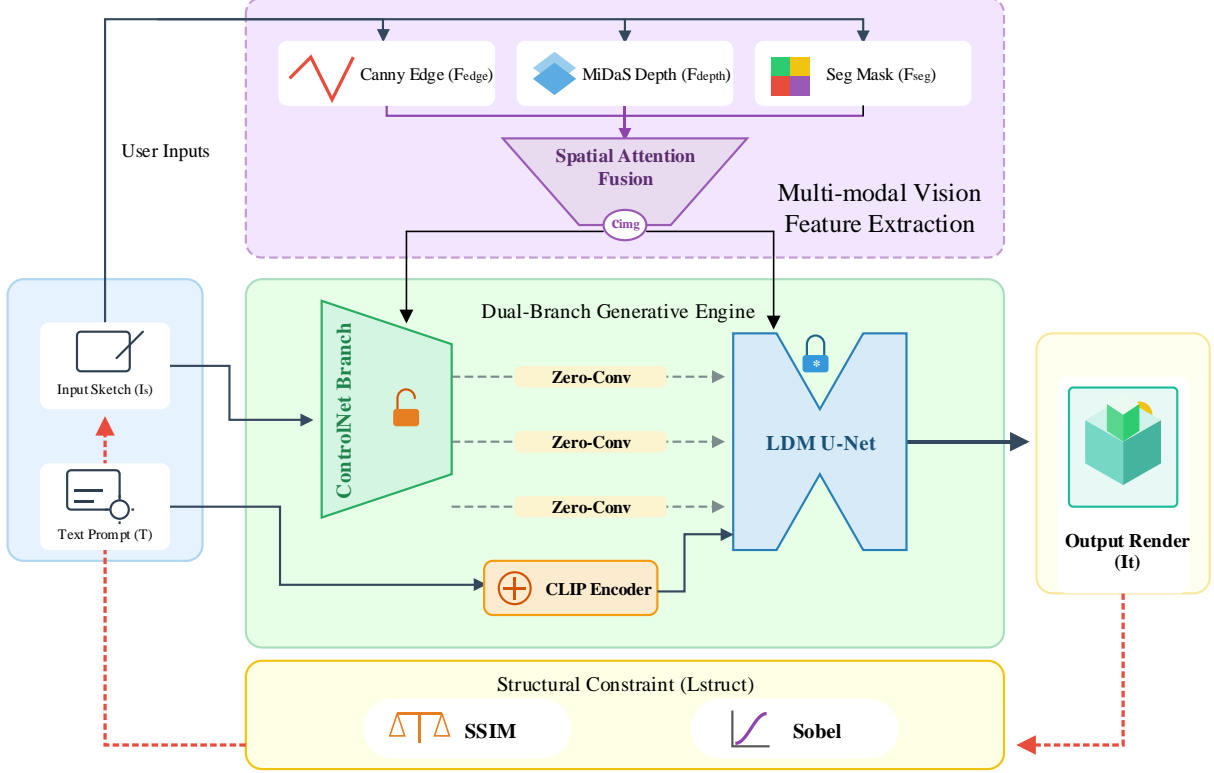 Canny Edge (Fedge)
MiDaS Depth (Fdepth)
Seg Mask (Fseg)
User Inputs
Spatial Attention
Fusion
cimg
Multi-modal Vision
Feature Extraction
Dual-Branch Generative Engine
Input Sketch (Is)
Text Prompt (T)
ControlNet Branch
Zero-Conv
Zero-Conv
Zero-Conv
LDM U-Net
CLIP Encoder
Output Render
(It)
Structural Constraint (Lstruct)
SSIM
Sobel